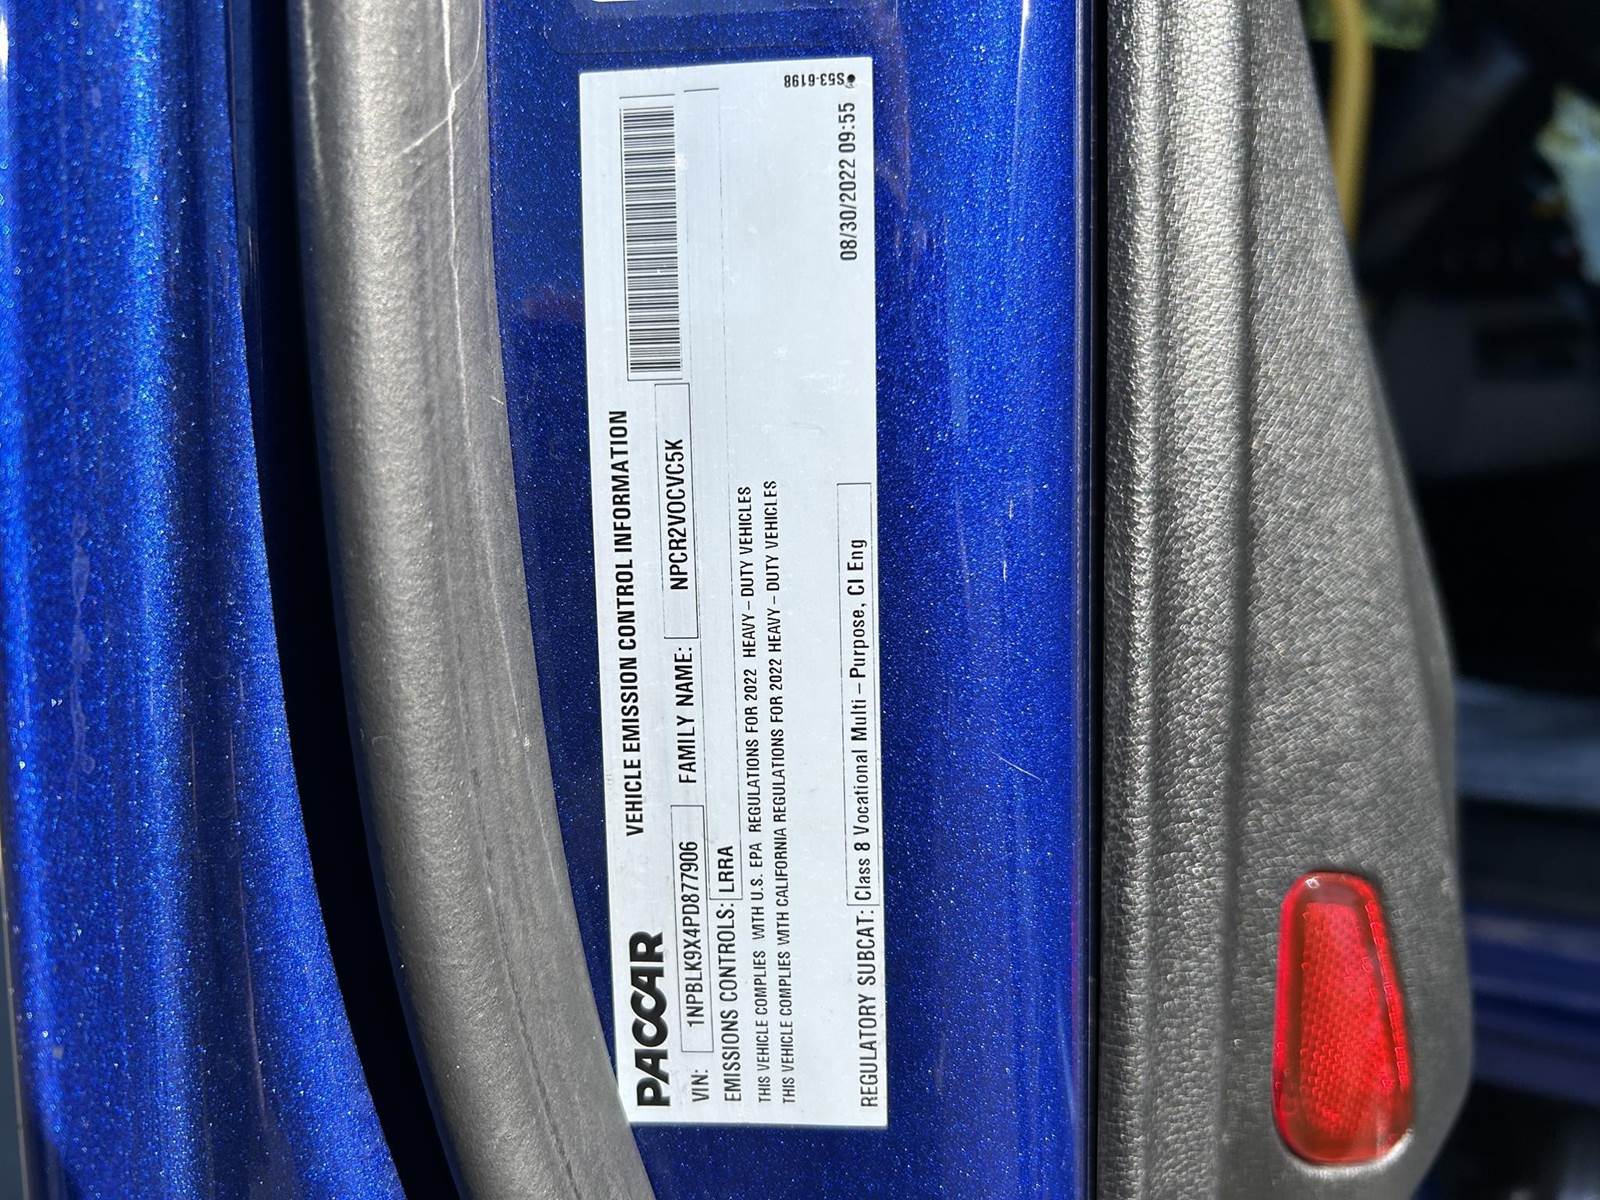 PACCAR VEHICLE EMISSION CONTROL INFORMATION
VIN: 1NPBLK9X4PD877906 FAMILY NAME: NPCR2VOCVC5K
EMISSIONS CONTROLS: LRRA
THIS VEHICLE COMPLIES WITH U.S. EPA REGULATIONS FOR 2022 HEAVY-DUTY VEHICLES
THIS VEHICLE COMPLIES WITH CALIFORNIA REGULATIONS FOR 2022 HEAVY-DUTY VEHICLES
REGULATORY SUBCAT: Class 8 Vocational Multi-Purpose, CI Eng
08/30/2022 09:55
S53-6198